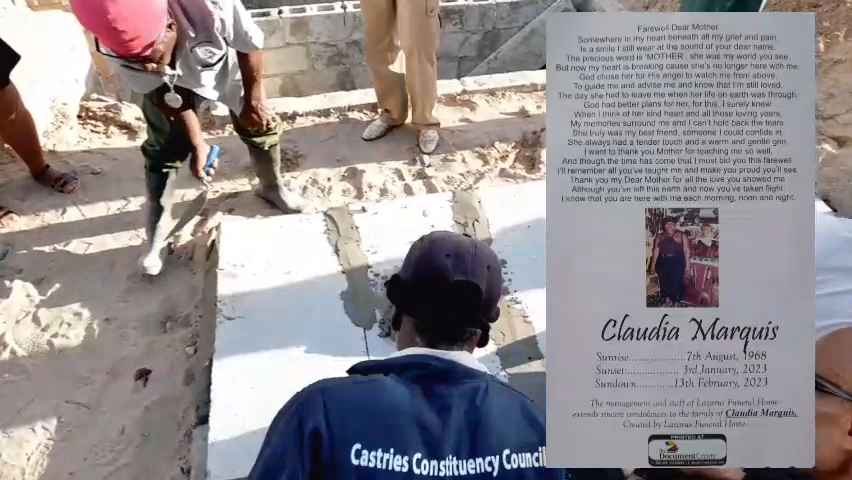 Farewell Dear Mother
Somewhere in my heart beneath all my grief and pain,
Is a smile I still wear at the sound of your dear name.
The precious word is 'MOTHER', she was my world you see,
But now my heart is breaking cause she's no longer here with me.
God chose her for His angel to watch me from above,
To guide me and advise me and know that I'm still loved.
The day she had to leave me when her life on earth was through,
God had better plans for her, for this, I surely knew.
When I think of her kind heart and all those loving years,
My memories surround me and I can't hold back the tears.
She truly was my best friend, someone I could confide in,
She always had a tender touch and a warm and gentle grin.
I want to thank you Mother for teaching me so well,
And though the time has come that I must bid you this farewell
I'll remember all you've taught me and make you proud you'll see
Thank you my Dear Mother for all the love you showed me
Although you've left this earth and now you've taken flight
I know that you are here with me each morning, noon and night.
Claudia Marquis
Sunrise..................7th August, 1968
Sunset:.................. 3rd January, 2023
Sundown.............13th February, 2023
The management and staff of Lazarus Funeral Home
extends sincere condolences to the family of Claudia Marquis.
Created by Lazarus Funeral Home
PRINTED AT
The
DocumentCentre
Castries Constituency Council